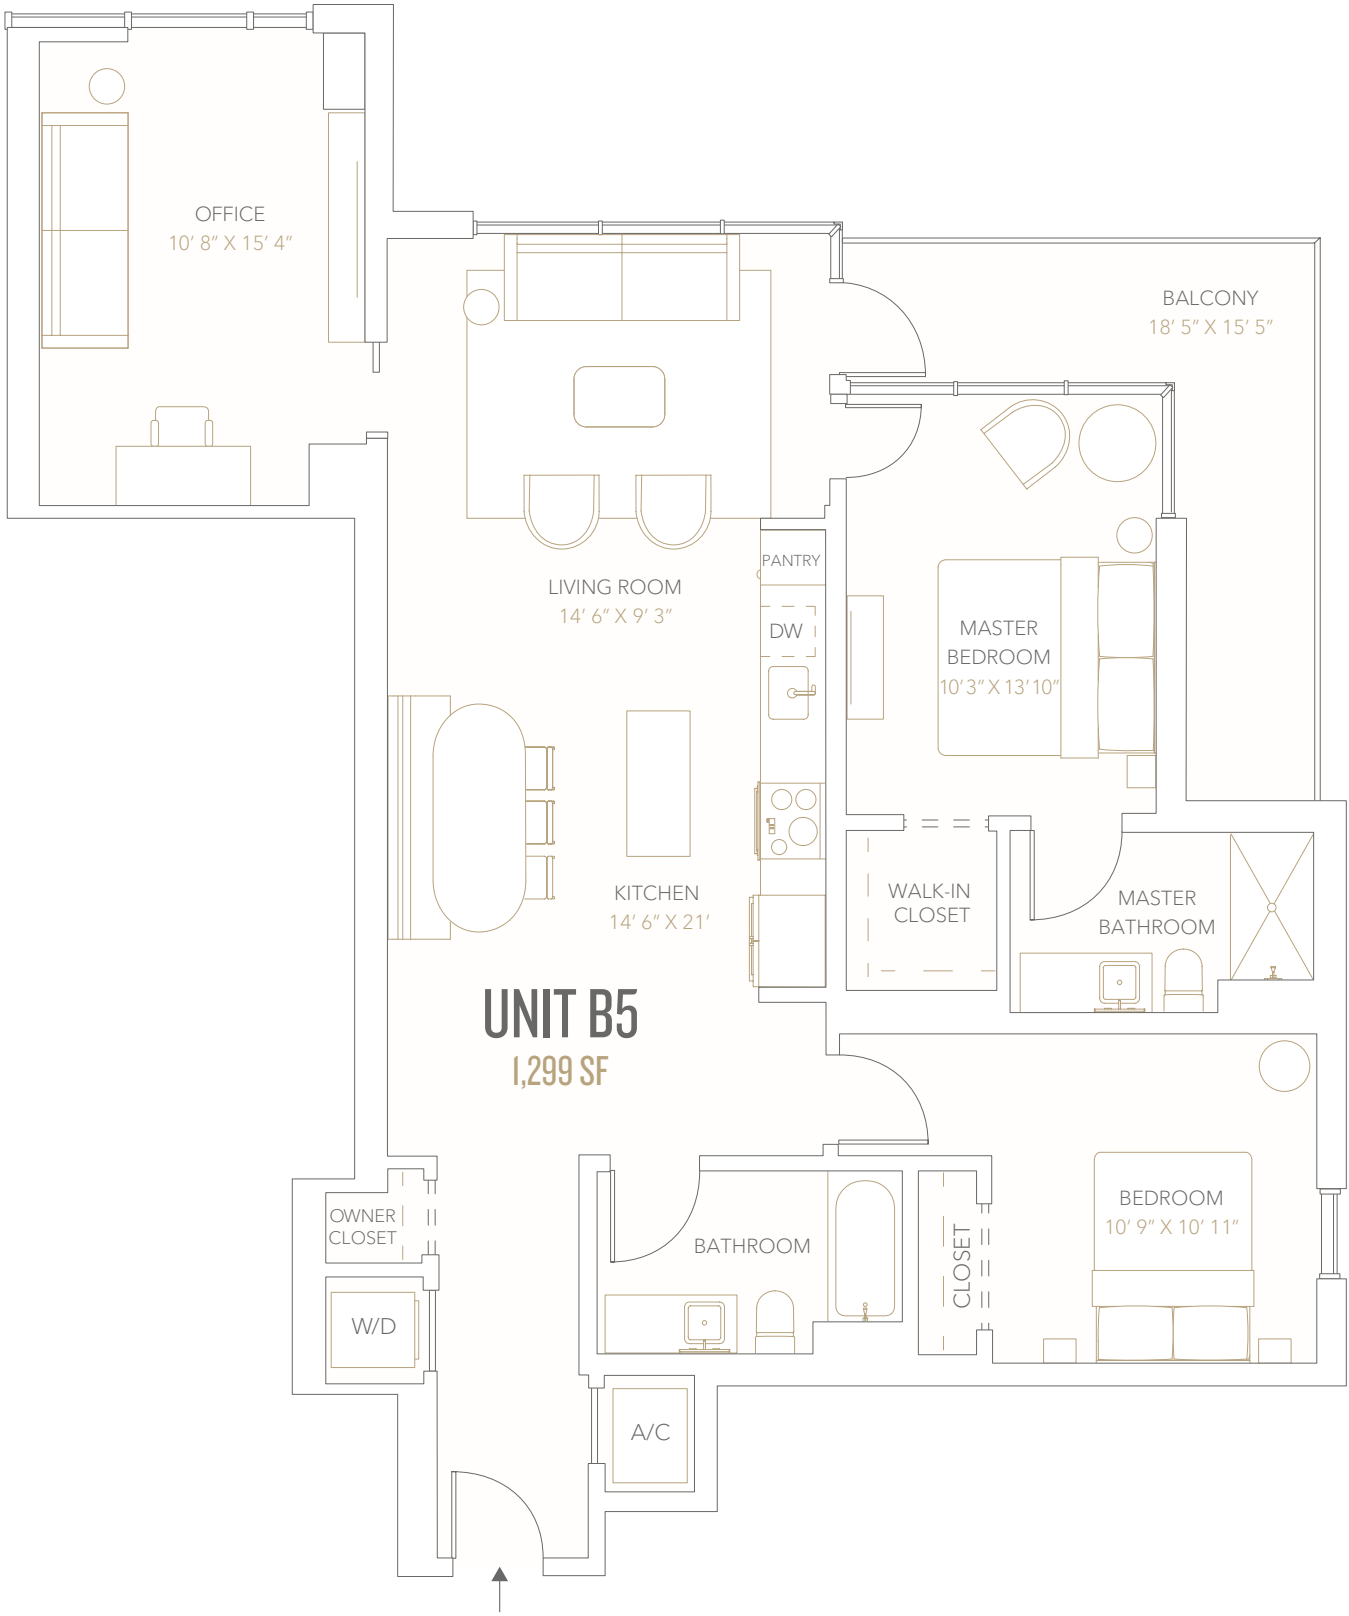 OFFICE
10' 8" X 15' 4"
BALCONY
18' 5" X 15' 5"
PANTRY
LIVING ROOM
14' 6" X 9' 3"
DW
MASTER
BEDROOM
10'3" X 13'10"
KITCHEN
14' 6" X 21'
WALK-IN
CLOSET
MASTER
BATHROOM
UNIT B5
1,299 SF
OWNER
CLOSET
BATHROOM
CLOSET
BEDROOM
10' 9" X 10' 11"
W/D
A/C